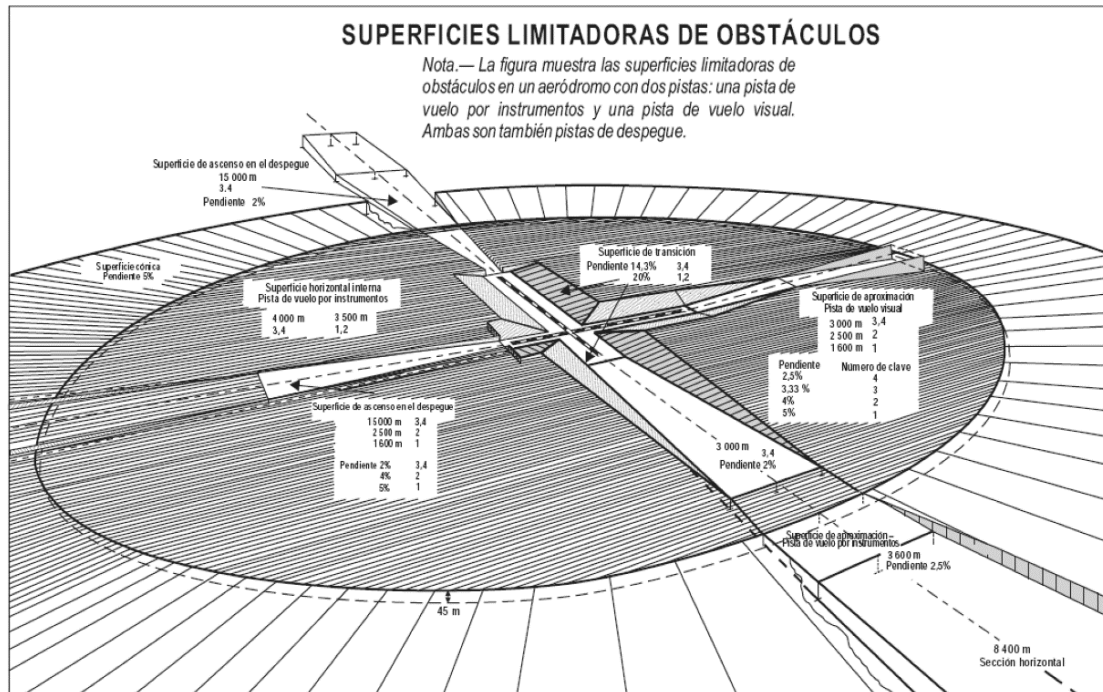 SUPERFICIES LIMITADORAS DE OBSTÁCULOS
Nota.— La figura muestra las superficies limitadoras de
obstáculos en un aeródromo con dos pistas: una pista de
vuelo por instrumentos y una pista de vuelo visual.
Ambas son también pistas de despegue.
Superficie de ascenso en el despegue
15 000 m
3.4
Pendiente 2%
Superficie cónica
Pendiente 5%
Superficie horizontal interna
Pista de vuelo por instrumentos
4 000 m 3 500 m
3,4 1,2
Superficie de transición
Pendiente 14,3% 3,4
20% 1,2
Superficie de aproximación
Pista de vuelo visual
3 000 m 3,4
2 500 m 2
1 600 m 1
Pendiente Número de clave
2,5% 4
3,33 % 3
4% 2
5% 1
Superficie de ascenso en el despegue
15000 m 3,4
2 500 m 2
1 600 m 1
Pendiente 2% 3,4
4% 2
5% 1
3 000 m 3,4
Pendiente 2%
Superficie de aproximación –
Pista de vuelo por instrumentos
3 600 m
Pendiente 2,5%
45 m
8 400 m
Sección horizontal